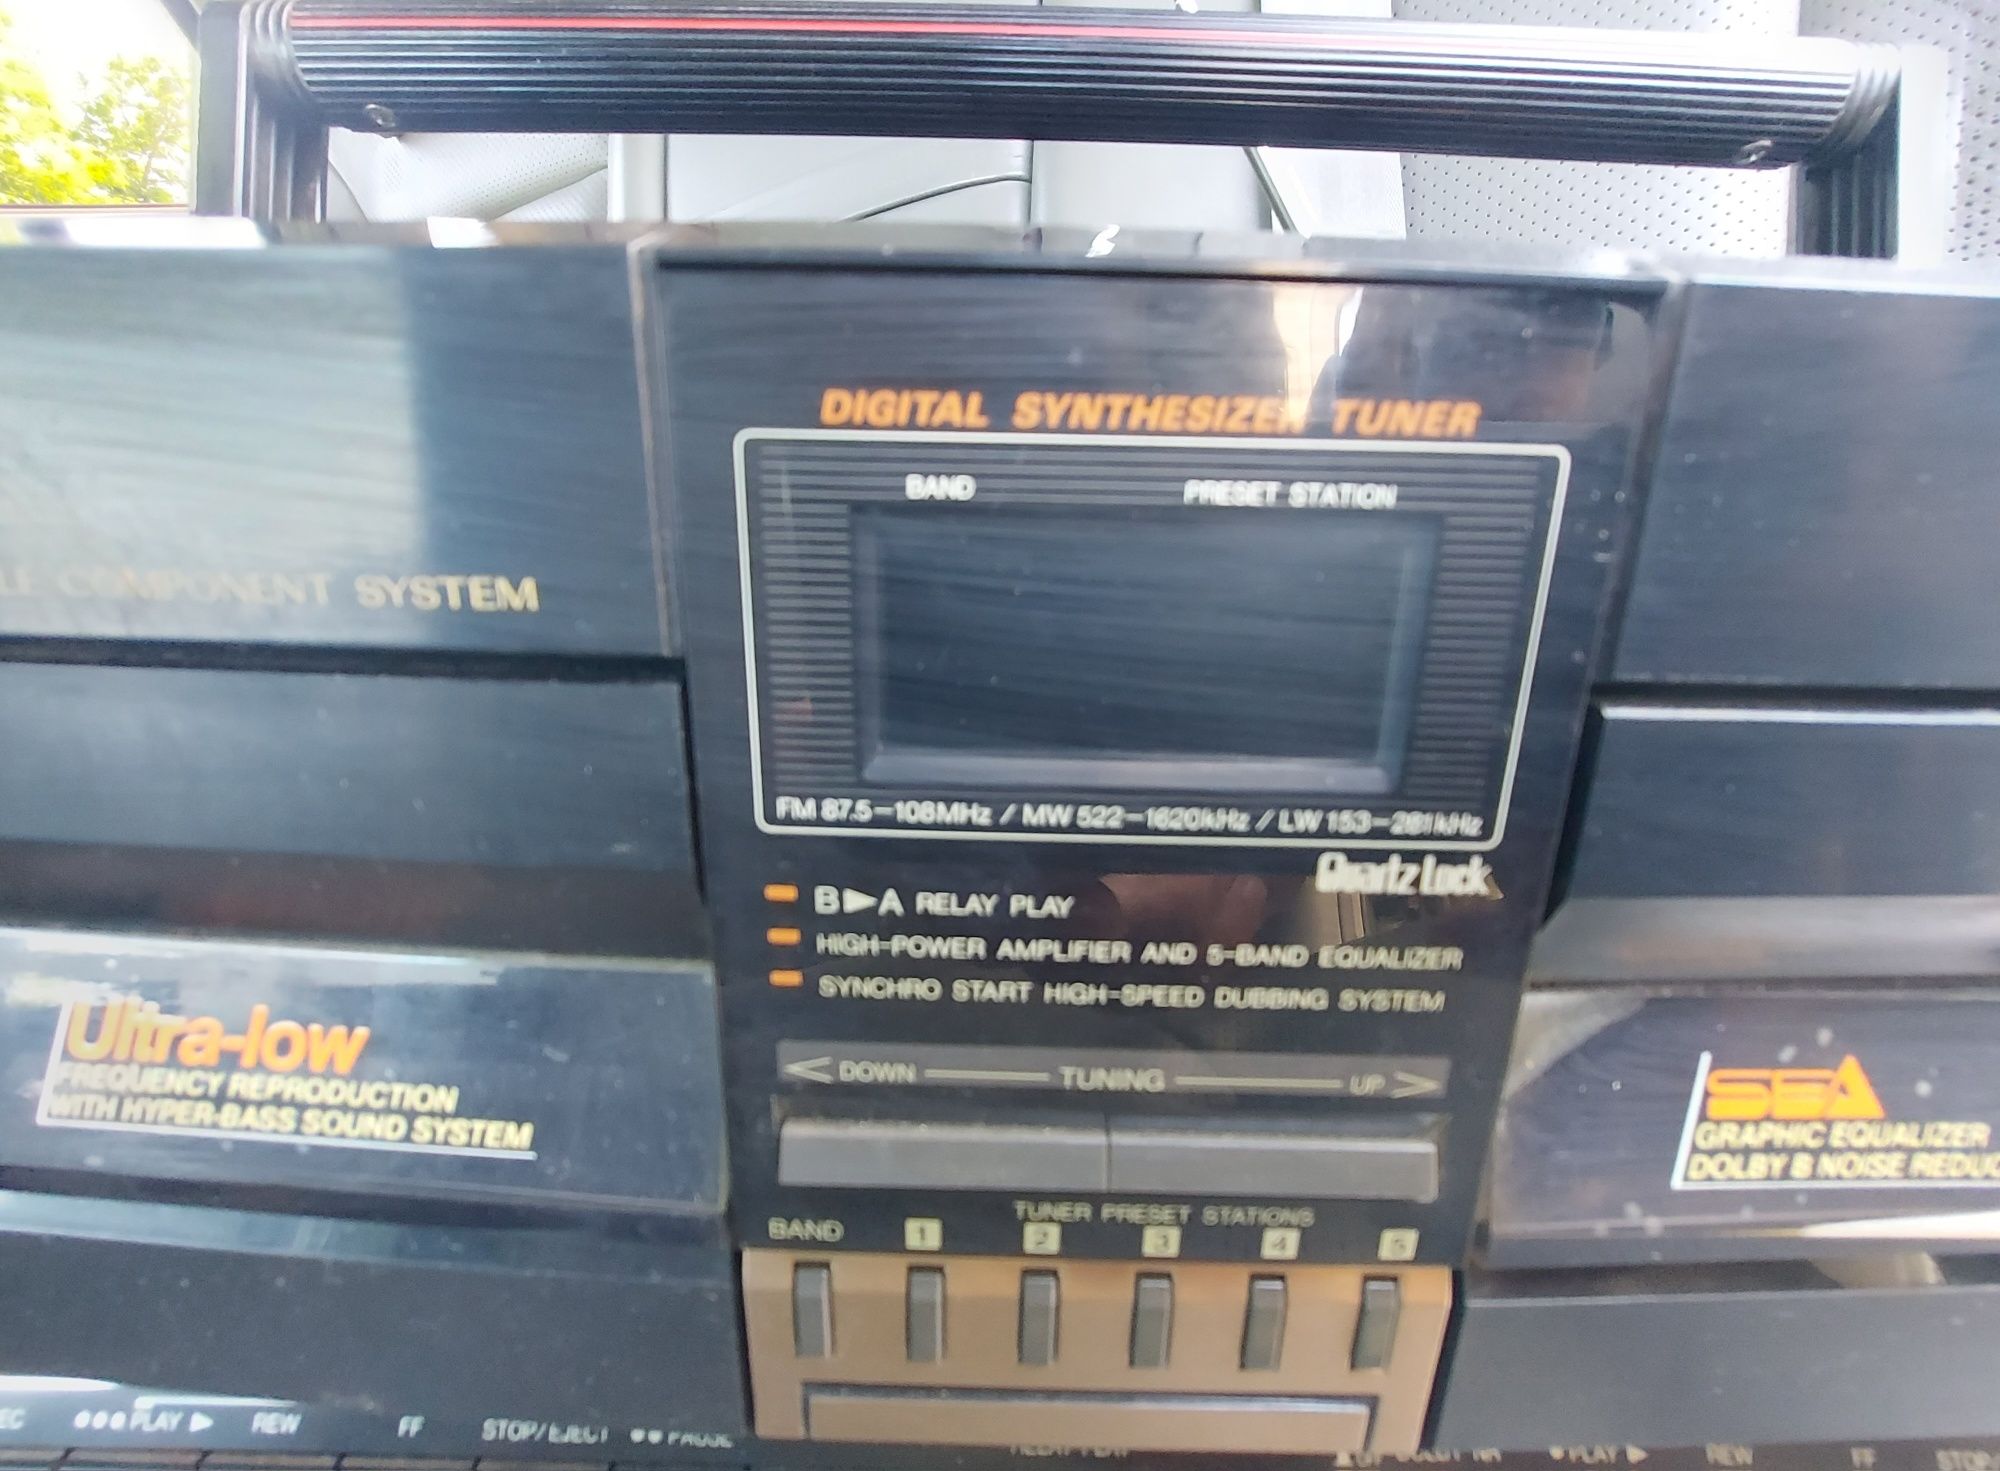 DIGITAL SYNTHESIZER TUNER
BAND PRESET STATION
COMPONENT SYSTEM
FM 87.5-108MHz / MW 522-1620kHz / LW 153-281kHz
Quartz Lock
B▶A RELAY PLAY
HIGH-POWER AMPLIFIER AND 5-BAND EQUALIZER
SYNCHRO START HIGH-SPEED DUBBING SYSTEM
Ultra-low
FREQUENCY REPRODUCTION
WITH HYPER-BASS SOUND SYSTEM
SEA
GRAPHIC EQUALIZER
DOLBY B NOISE REDUC
< DOWN TUNING UP >
TUNER PRESET STATIONS
BAND 1 2 3 4 5
PLAY ▶ REW FF STOP/EJECT PAUSE
PLAY ▶ REW FF STOP/